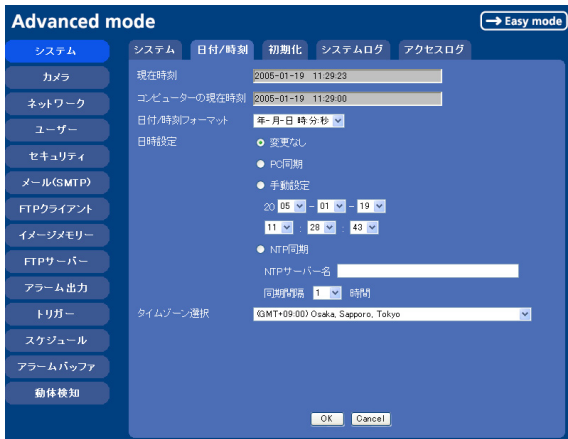 Advanced mode
→ Easy mode
システム
カメラ
ネットワーク
ユーザー
セキュリティ
メール(SMTP)
FTPクライアント
イメージメモリー
FTPサーバー
アラーム出力
トリガー
スケジュール
アラームバッファ
動体検知
システム 日付/時刻 初期化 システムログ アクセスログ
現在時刻 2005-01-19 11:29:23
コンピューターの現在時刻 2005-01-19 11:29:00
日付/時刻フォーマット 年-月-日 時:分:秒
日時設定 変更なし
PC同期
手動設定
20 05 - 01 - 19
11 : 28 : 43
NTP同期
NTPサーバー名
同期間隔 1 時間
タイムゾーン選択 (GMT+09:00) Osaka, Sapporo, Tokyo
OK Cancel